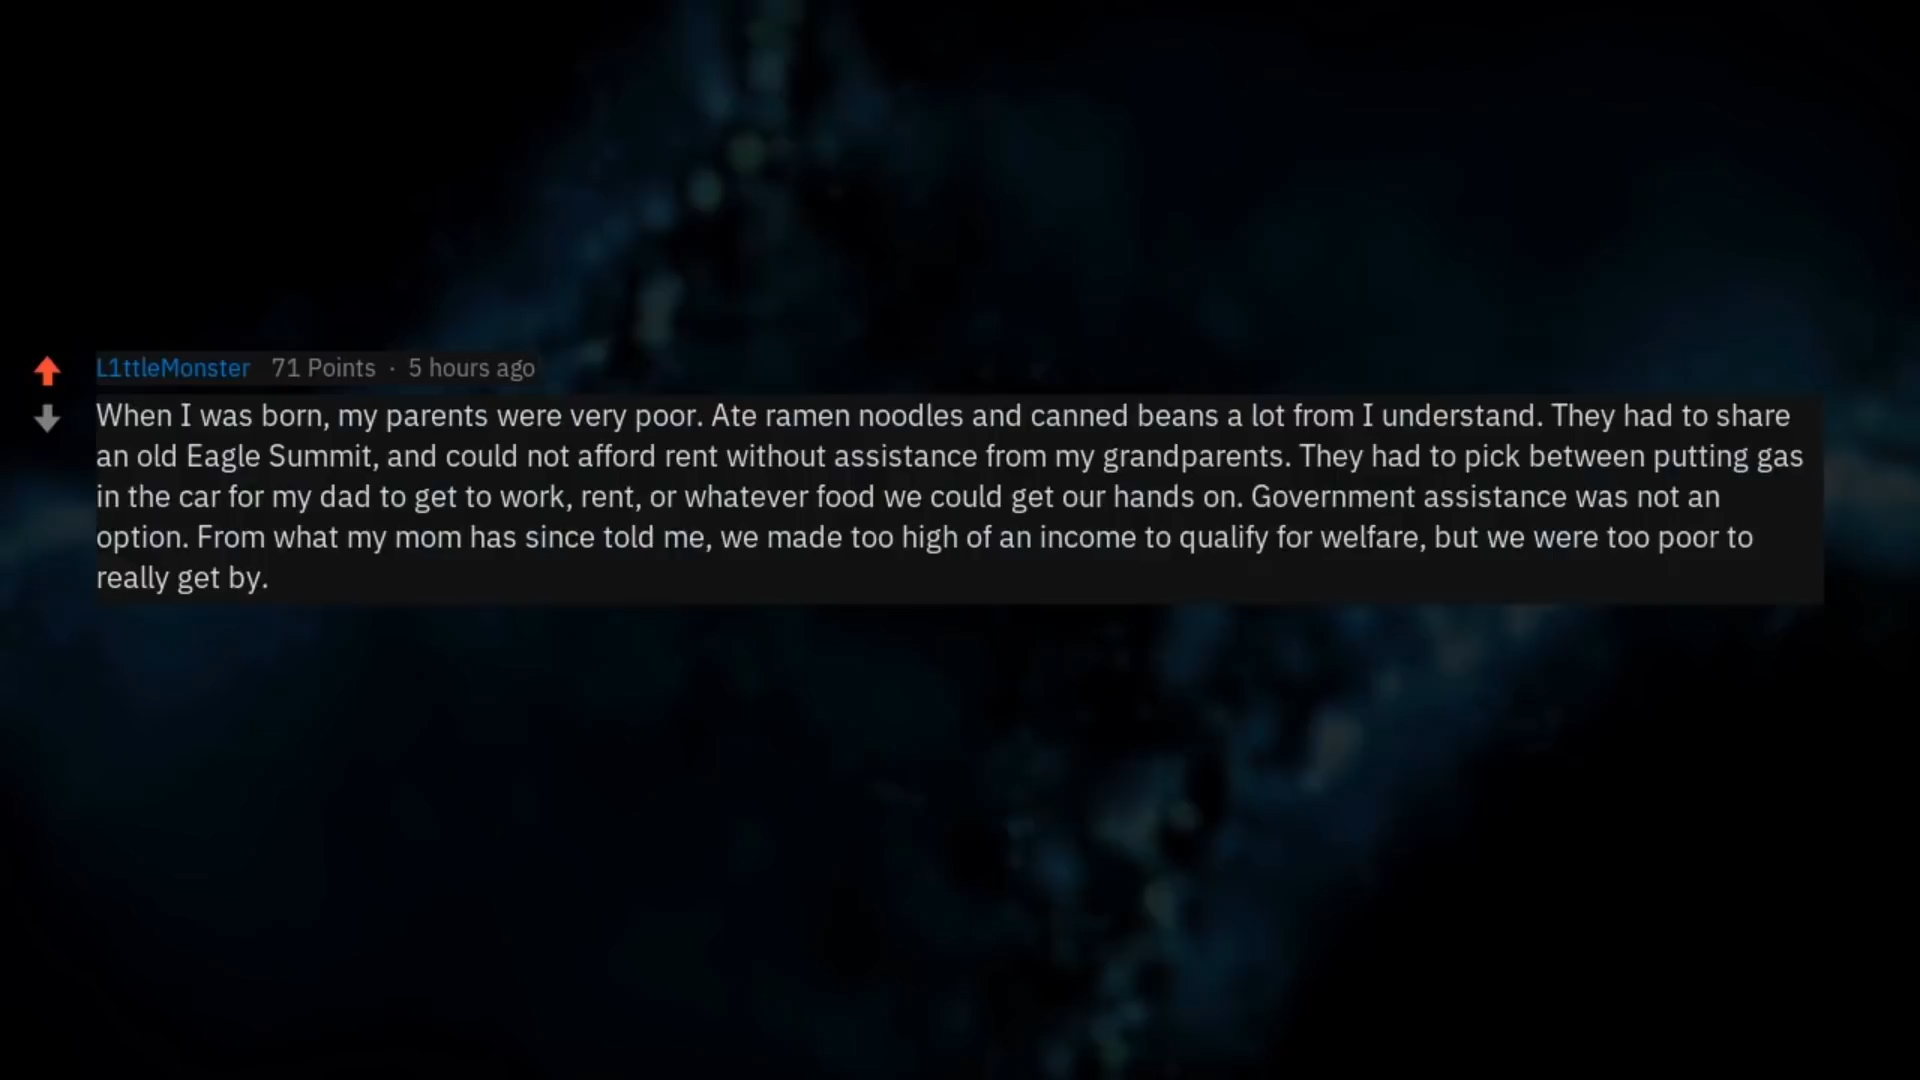 L1ttleMonster 71 Points · 5 hours ago
When I was born, my parents were very poor. Ate ramen noodles and canned beans a lot from I understand. They had to share
an old Eagle Summit, and could not afford rent without assistance from my grandparents. They had to pick between putting gas
in the car for my dad to get to work, rent, or whatever food we could get our hands on. Government assistance was not an
option. From what my mom has since told me, we made too high of an income to qualify for welfare, but we were too poor to
really get by.